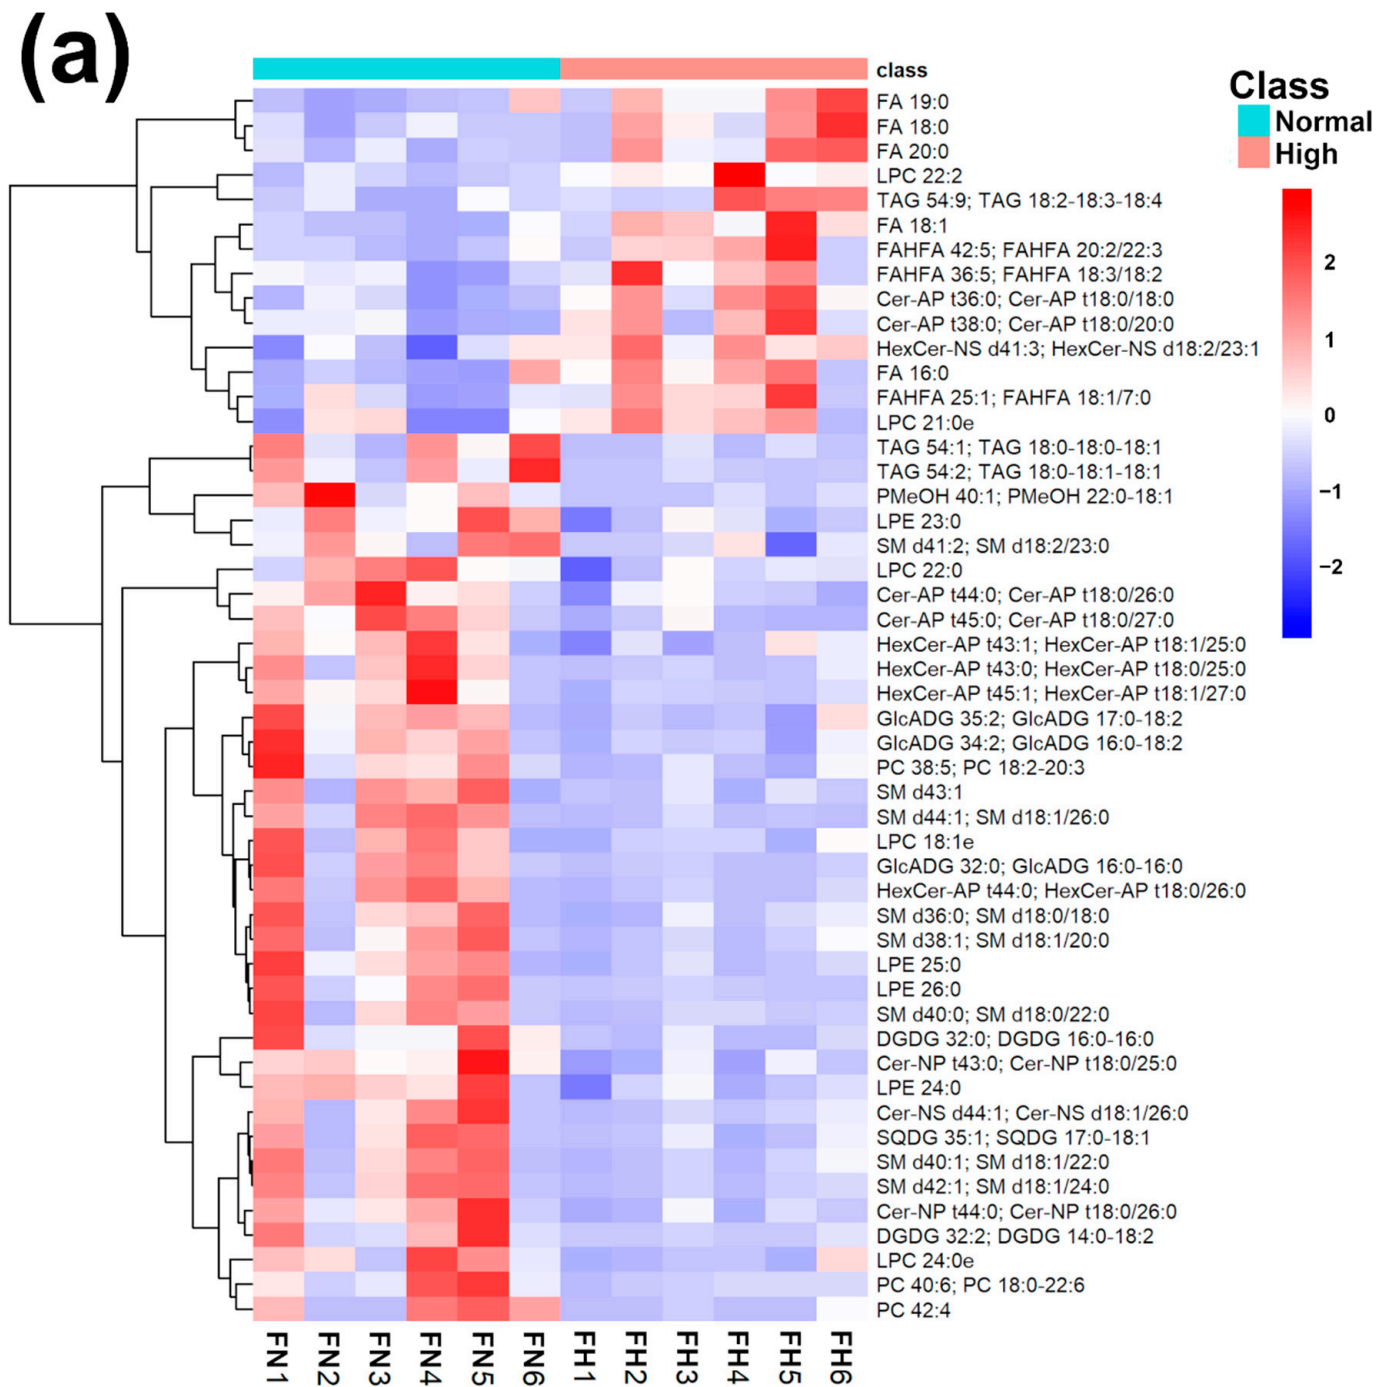 (a)
class
FA 19:0
FA 18:0
FA 20:0
LPC 22:2
TAG 54:9; TAG 18:2-18:3-18:4
FA 18:1
FAHFA 42:5; FAHFA 20:2/22:3
FAHFA 36:5; FAHFA 18:3/18:2
Cer-AP t36:0; Cer-AP t18:0/18:0
Cer-AP t38:0; Cer-AP t18:0/20:0
HexCer-NS d41:3; HexCer-NS d18:2/23:1
FA 16:0
FAHFA 25:1; FAHFA 18:1/7:0
LPC 21:0e
TAG 54:1; TAG 18:0-18:0-18:1
TAG 54:2; TAG 18:0-18:1-18:1
PMeOH 40:1; PMeOH 22:0-18:1
LPE 23:0
SM d41:2; SM d18:2/23:0
LPC 22:0
Cer-AP t44:0; Cer-AP t18:0/26:0
Cer-AP t45:0; Cer-AP t18:0/27:0
HexCer-AP t43:1; HexCer-AP t18:1/25:0
HexCer-AP t43:0; HexCer-AP t18:0/25:0
HexCer-AP t45:1; HexCer-AP t18:1/27:0
GlcADG 35:2; GlcADG 17:0-18:2
GlcADG 34:2; GlcADG 16:0-18:2
PC 38:5; PC 18:2-20:3
SM d43:1
SM d44:1; SM d18:1/26:0
LPC 18:1e
GlcADG 32:0; GlcADG 16:0-16:0
HexCer-AP t44:0; HexCer-AP t18:0/26:0
SM d36:0; SM d18:0/18:0
SM d38:1; SM d18:1/20:0
LPE 25:0
LPE 26:0
SM d40:0; SM d18:0/22:0
DGDG 32:0; DGDG 16:0-16:0
Cer-NP t43:0; Cer-NP t18:0/25:0
LPE 24:0
Cer-NS d44:1; Cer-NS d18:1/26:0
SQDG 35:1; SQDG 17:0-18:1
SM d40:1; SM d18:1/22:0
SM d42:1; SM d18:1/24:0
Cer-NP t44:0; Cer-NP t18:0/26:0
DGDG 32:2; DGDG 14:0-18:2
LPC 24:0e
PC 40:6; PC 18:0-22:6
PC 42:4
FN1 FN2 FN3 FN4 FN5 FN6 FH1 FH2 FH3 FH4 FH5 FH6
Class
Normal
High
2
1
0
−1
−2